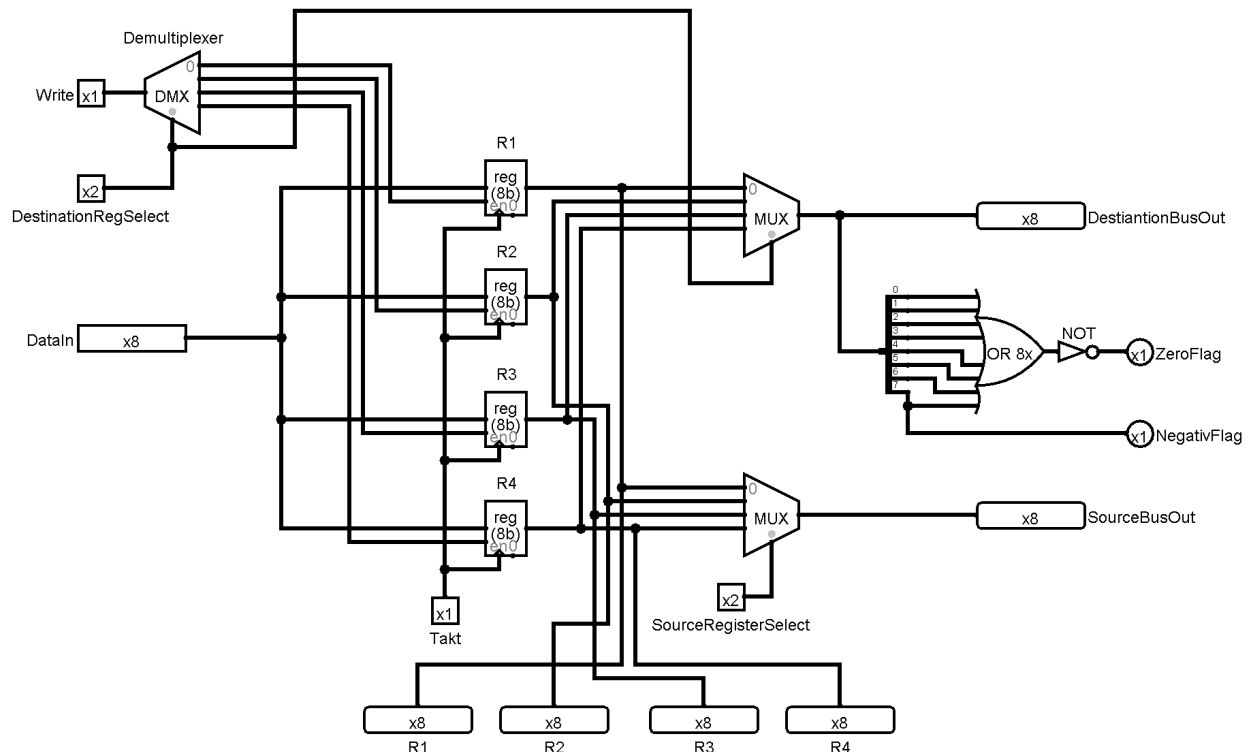 Demultiplexer
0
Write x1
DMX
x2
DestinationRegSelect
R1
reg
(8b)
en0
0
MUX
x8 DestiantionBusOut
R2
reg
(8b)
en0
DataIn x8
0
1
2
3
4
5
6
7
OR 8x
NOT
x1 ZeroFlag
x1 NegativFlag
R3
reg
(8b)
en0
R4
reg
(8b)
en0
0
MUX
x8 SourceBusOut
x2
SourceRegisterSelect
x1
Takt
x8 x8 x8 x8
R1 R2 R3 R4